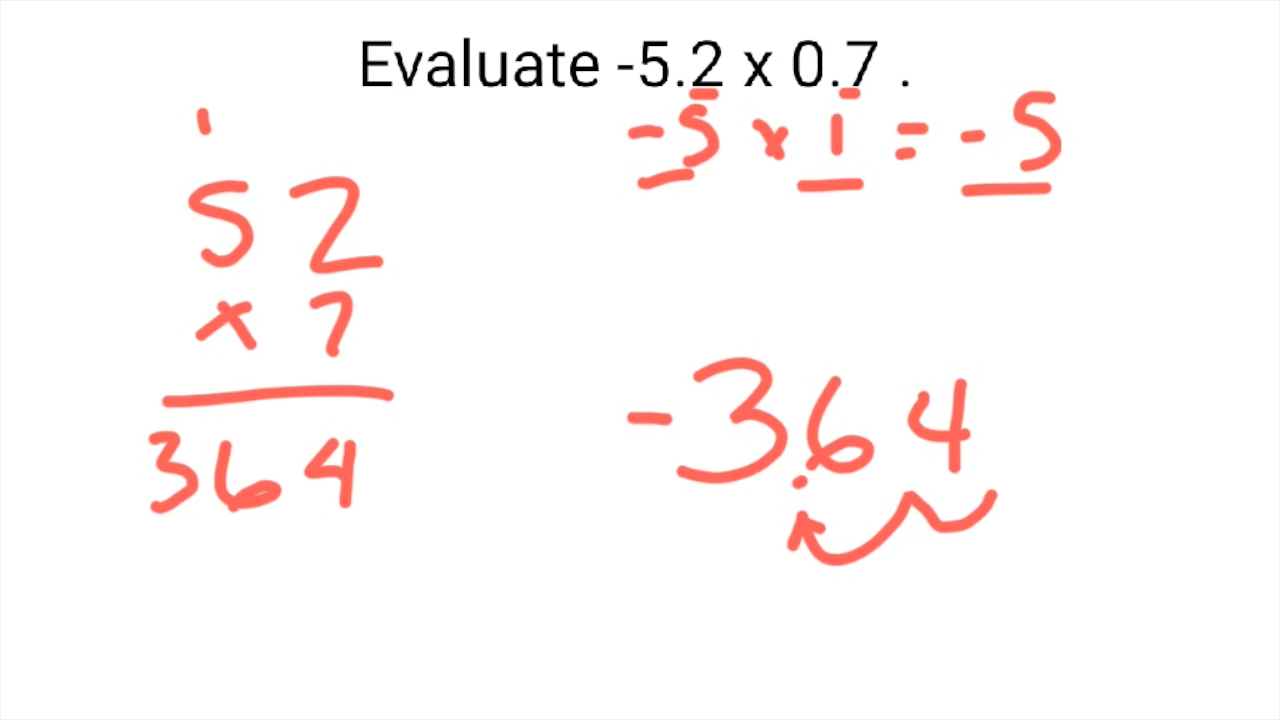 Evaluate -5.2 x 0.7 .
-5 x 1 = -5
1
52
x 7
364
-3.64